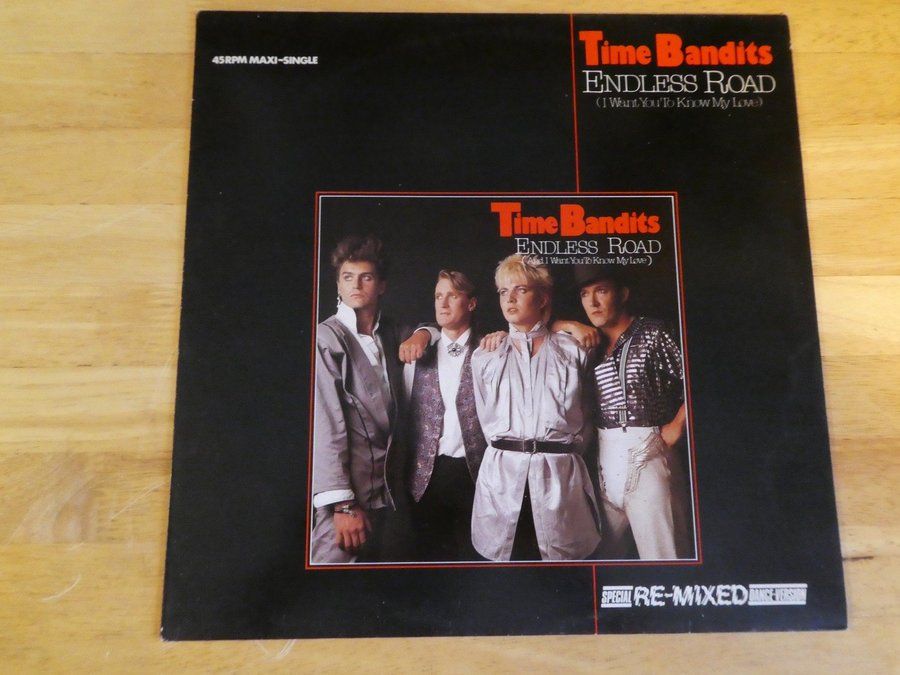 45RPM MAXI-SINGLE
Time Bandits
ENDLESS ROAD
(I Want You To Know My Love)
Time Bandits
ENDLESS ROAD
(And I Want You To Know My Love)
SPECIAL RE-MIXED DANCE-VERSION